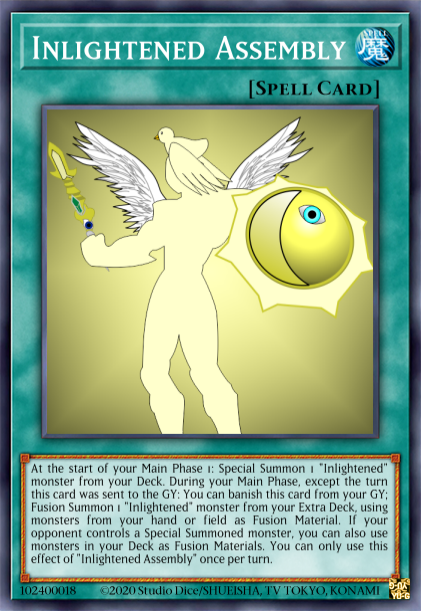 Inlightened Assembly
SPELL
魔
[Spell Card]
At the start of your Main Phase 1: Special Summon 1 "Inlightened"
monster from your Deck. During your Main Phase, except the turn
this card was sent to the GY: You can banish this card from your GY;
Fusion Summon 1 "Inlightened" monster from your Extra Deck, using
monsters from your hand or field as Fusion Material. If your
opponent controls a Special Summoned monster, you can also use
monsters in your Deck as Fusion Materials. You can only use this
effect of "Inlightened Assembly" once per turn.
102400018 ©2020 Studio Dice/SHUEISHA, TV TOKYO, KONAMI